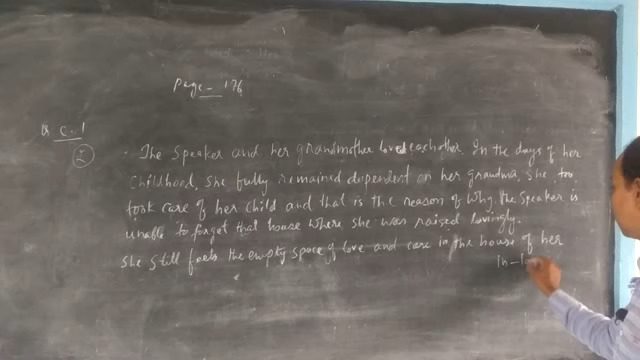 Page - 176
Q C. 1
I
. The Speaker and her grandmother loved eachother. In the days of her
childhood, She fully remained dependent on her grandma, She too
took care of her child and that is the reason of why the Speaker is
unable to forget that house where she was raised lovingly.
She still feels the empty space of love and care in the house of her
in-l